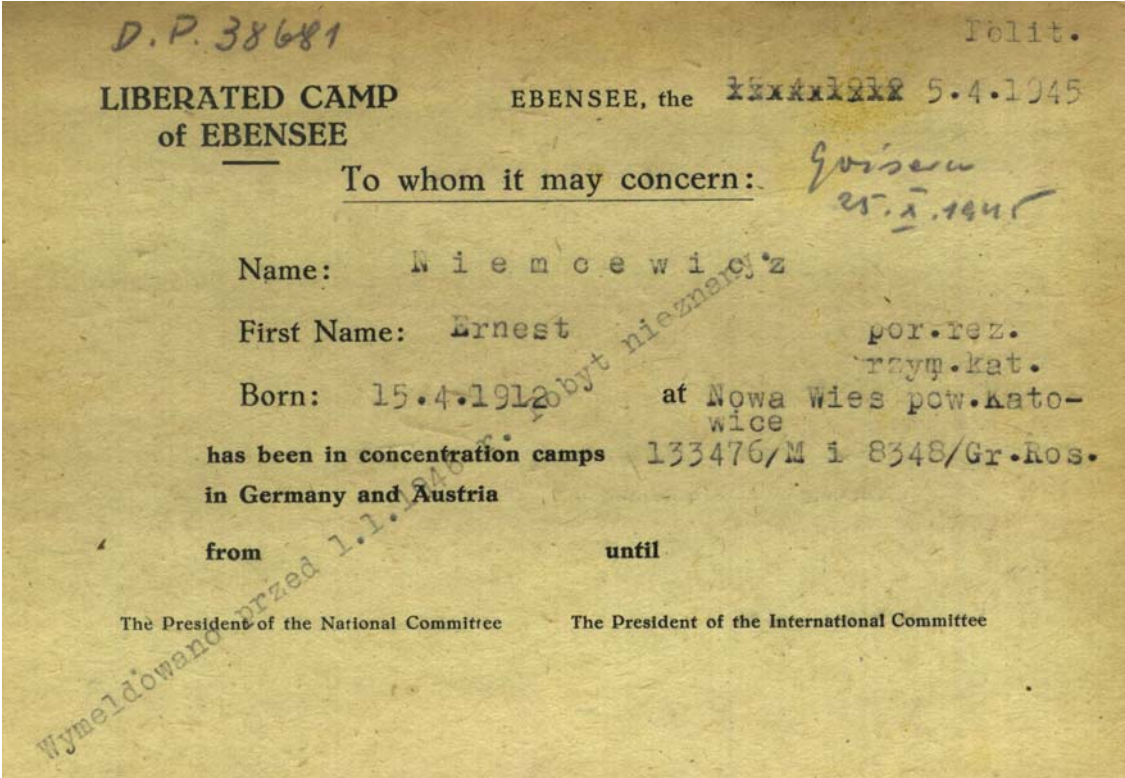 D.P. 38681
Polit.
LIBERATED CAMP
of EBENSEE
EBENSEE, the 15.4.1912 5.4.1945
To whom it may concern:
Goisern
25.X.1945
Name: Niemcewicz
First Name: Ernest por.rez.
rzym.kat.
Born: 15.4.1912 at Nowa Wies pow.Kato-
wice
has been in concentration camps 133476/M i 8348/Gr.Ros.
in Germany and Austria
from until
The President of the National Committee The President of the International Committee
Wymeldowano przed 1.1.1946 r. Pobyt nieznany.